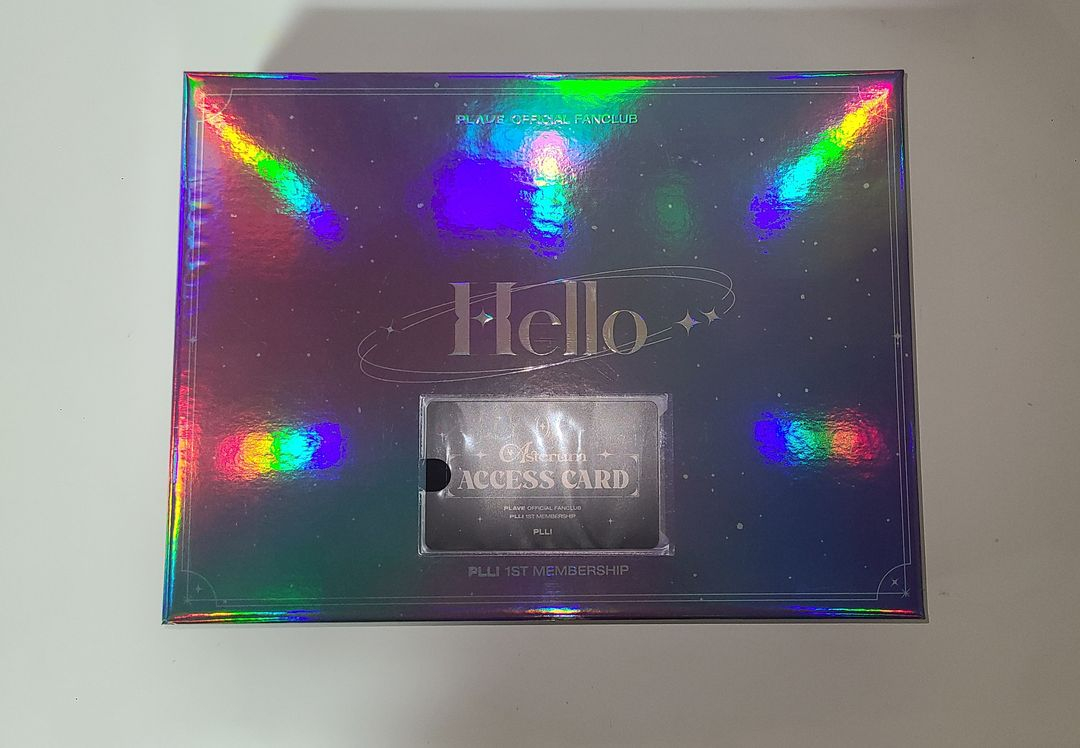 PLAVE OFFICIAL FANCLUB
Hello
Asterum
ACCESS CARD
PLAVE OFFICIAL FANCLUB
PLLI 1ST MEMBERSHIP
PLLI
PLLI 1ST MEMBERSHIP